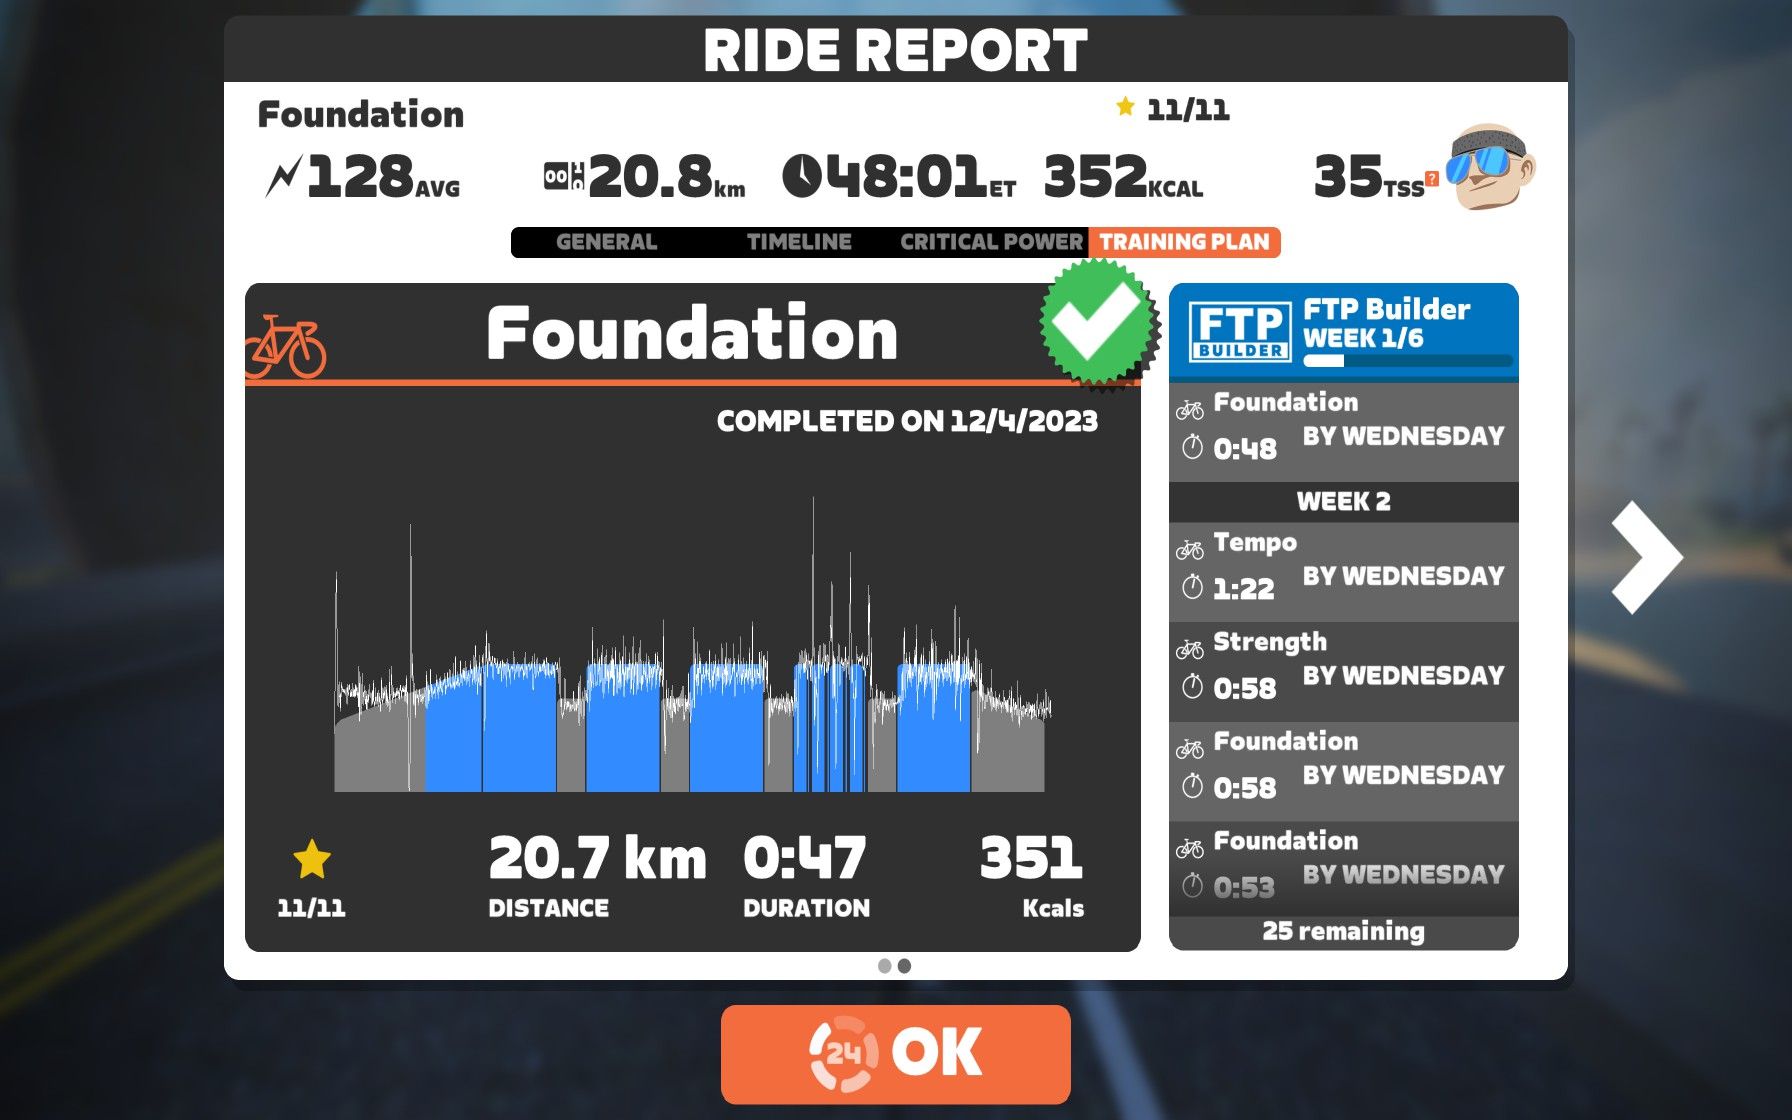 RIDE REPORT
Foundation
11/11
128AVG
20.8km
48:01ET
352KCAL
35TSS
?
GENERAL
TIMELINE
CRITICAL POWER
TRAINING PLAN
Foundation
COMPLETED ON 12/4/2023
11/11
20.7 km
DISTANCE
0:47
DURATION
351
Kcals
FTP
BUILDER
FTP Builder
WEEK 1/6
Foundation
BY WEDNESDAY
0:48
WEEK 2
Tempo
BY WEDNESDAY
1:22
Strength
BY WEDNESDAY
0:58
Foundation
BY WEDNESDAY
0:58
Foundation
BY WEDNESDAY
0:53
25 remaining
24
OK